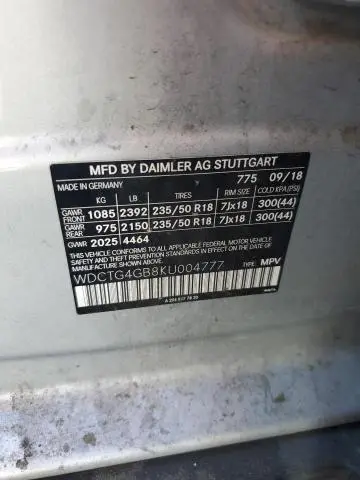 MFD BY DAIMLER AG STUTTGART
MADE IN GERMANY 775 09/18
KG LB TIRES RIM SIZE COLD KPA/(PSI)
GAWR FRONT 1085 2392 235/50 R18 7Jx18 300(44)
GAWR REAR 975 2150 235/50 R18 7Jx18 300(44)
GVWR 2025 4464
THIS VEHICLE CONFORMS TO ALL APPLICABLE FEDERAL MOTOR VEHICLE SAFETY, BUMPER, AND THEFT PREVENTION STANDARDS IN EFFECT ON THE DATE OF MANUFACTURE SHOWN ABOVE
WDCTG4GB8KU004777 TYPE: MPV